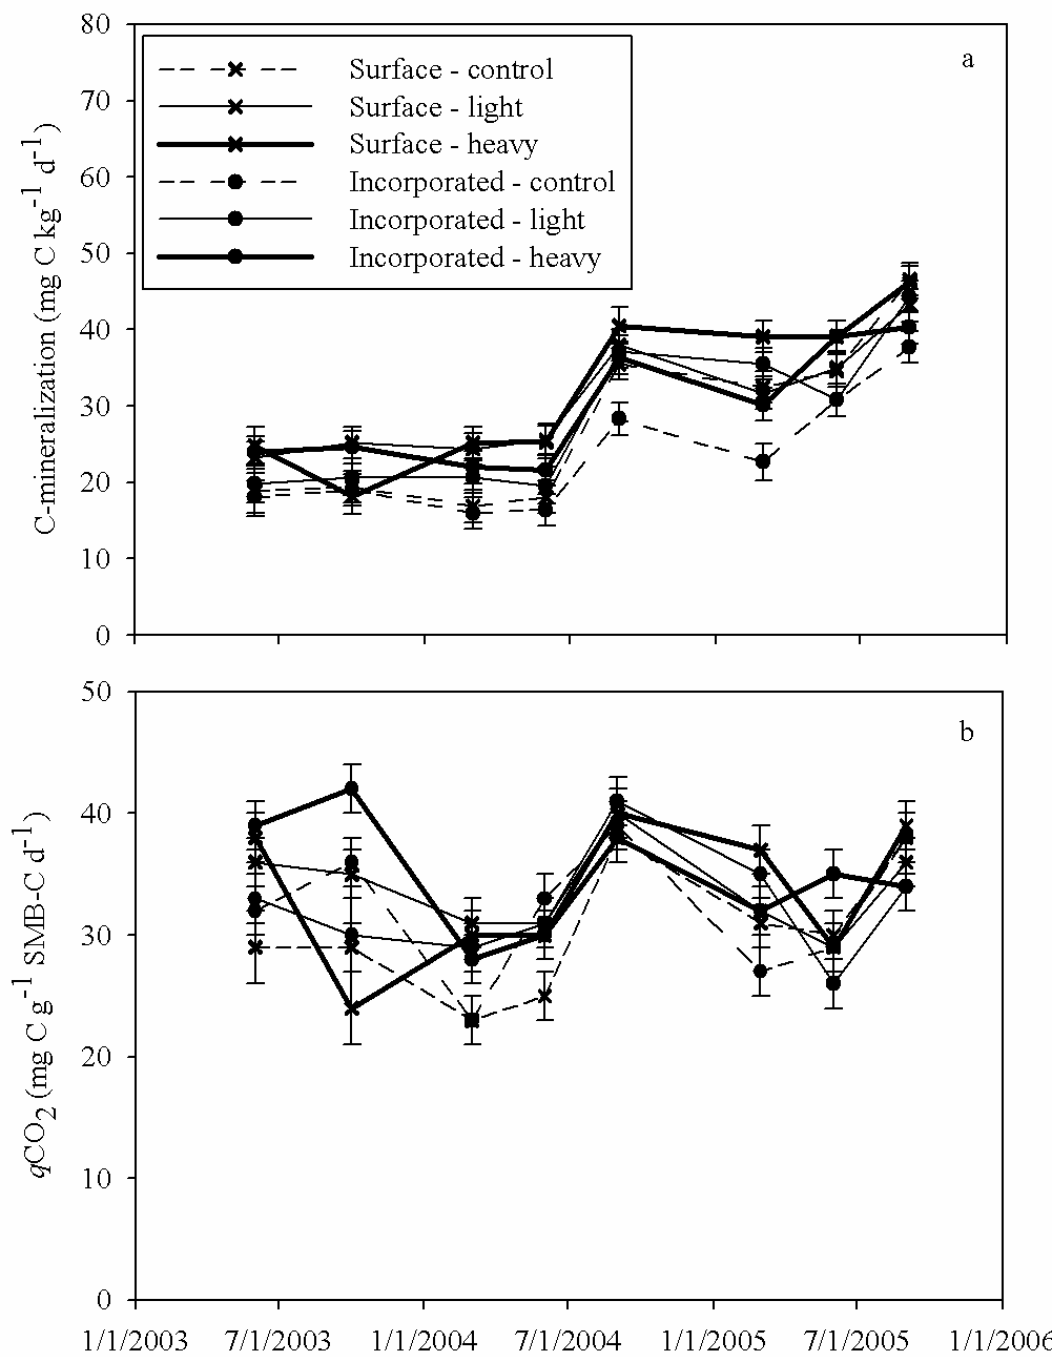 80
a
Surface - control
70
Surface - light
Surface - heavy
60
Incorporated - control
Incorporated - light
50
Incorporated - heavy
40
30
20
10
0
C-mineralization (mg C kg⁻¹ d⁻¹)
50
b
40
30
20
10
0
qCO₂ (mg C g⁻¹ SMB-C d⁻¹)
1/1/2003 7/1/2003 1/1/2004 7/1/2004 1/1/2005 7/1/2005 1/1/2006